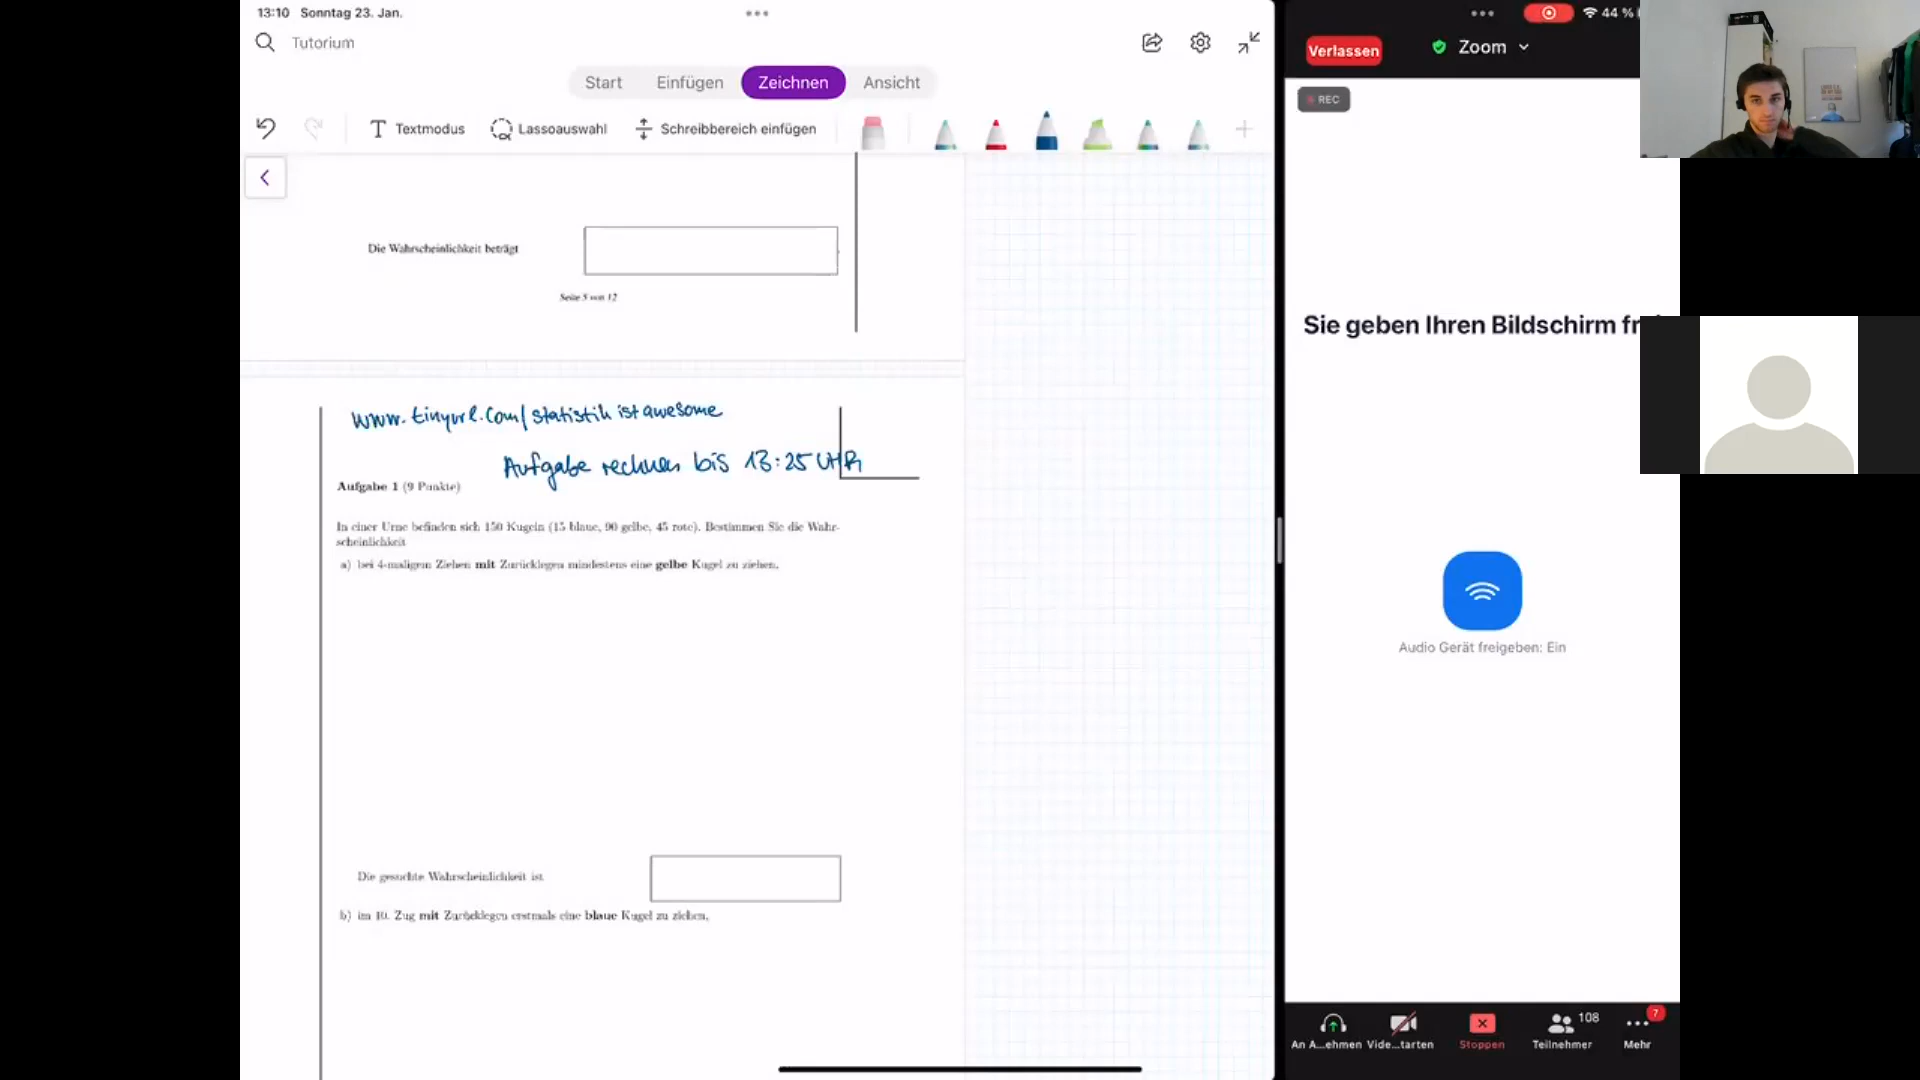 13:10 Sonntag 23. Jan.
Tutorium
Start Einfügen Zeichnen Ansicht
Textmodus Lassoauswahl Schreibbereich einfügen
Die Wahrscheinlichkeit beträgt
Seite 5 von 12
www.tinyurl.com/statistikistawesome
Aufgabe rechnen bis 13:25 UHR
Aufgabe 1 (9 Punkte)
In einer Urne befinden sich 150 Kugeln (15 blaue, 90 gelbe, 45 rote). Bestimmen Sie die Wahr-
scheinlichkeit
a) bei 4-maligem Ziehen mit Zurücklegen mindestens eine gelbe Kugel zu ziehen.
Die gesuchte Wahrscheinlichkeit ist
b) im 10. Zug mit Zurücklegen erstmals eine blaue Kugel zu ziehen.
44 %
Verlassen Zoom
REC
Sie geben Ihren Bildschirm
Audio Gerät freigeben: Ein
108 7
An A...ehmen Vide...tarten Stoppen Teilnehmer Mehr